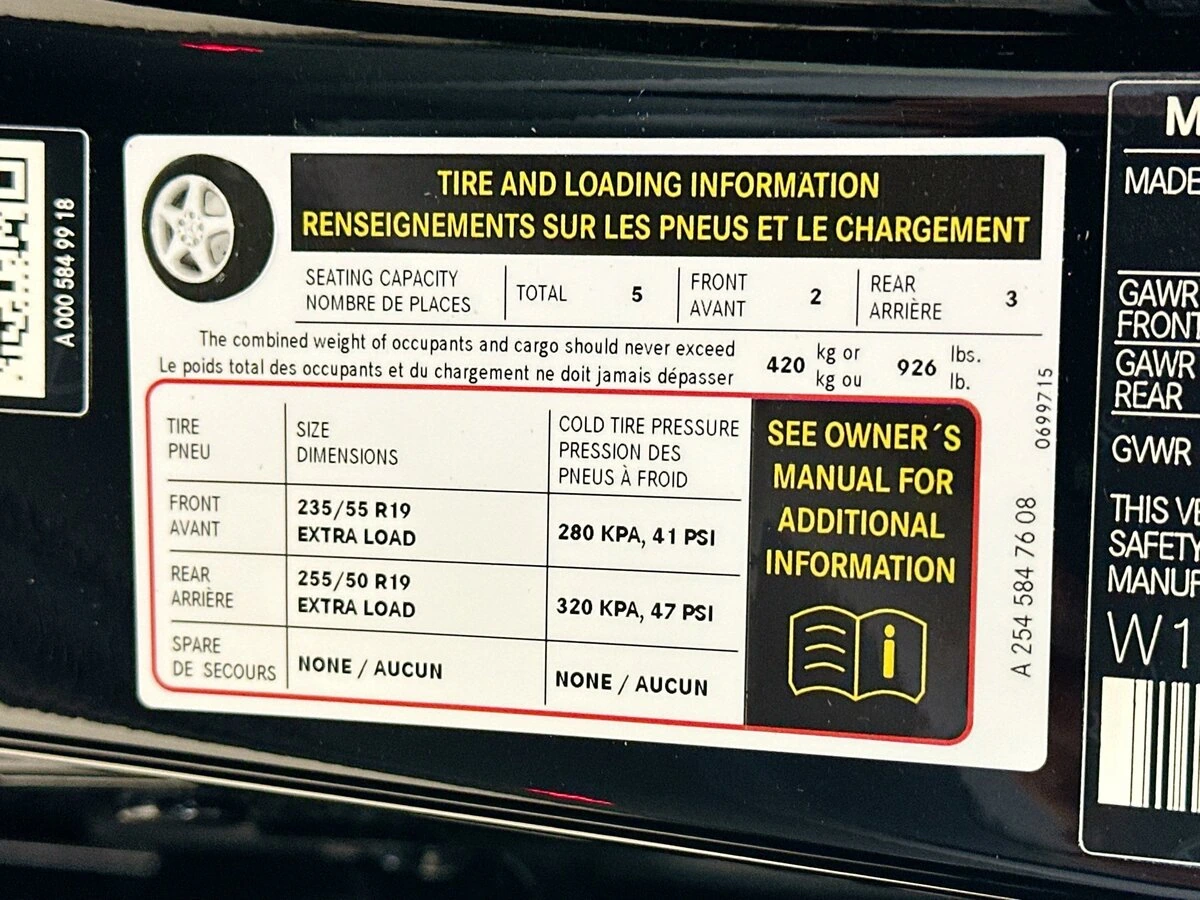 A 000 584 99 18
TIRE AND LOADING INFORMATION
RENSEIGNEMENTS SUR LES PNEUS ET LE CHARGEMENT
SEATING CAPACITY
NOMBRE DE PLACES
TOTAL 5
FRONT
AVANT
2
REAR
ARRIÈRE
3
The combined weight of occupants and cargo should never exceed
Le poids total des occupants et du chargement ne doit jamais dépasser
420 kg or
kg ou
926 lbs.
lb.
TIRE
PNEU
SIZE
DIMENSIONS
COLD TIRE PRESSURE
PRESSION DES
PNEUS À FROID
FRONT
AVANT
235/55 R19
EXTRA LOAD
280 KPA, 41 PSI
REAR
ARRIÈRE
255/50 R19
EXTRA LOAD
320 KPA, 47 PSI
SPARE
DE SECOURS
NONE / AUCUN
NONE / AUCUN
SEE OWNER´S
MANUAL FOR
ADDITIONAL
INFORMATION
0699715
A 254 584 76 08
M
MADE
GAWR
FRONT
GAWR
REAR
GVWR
THIS VE
SAFETY
MANUF
W1